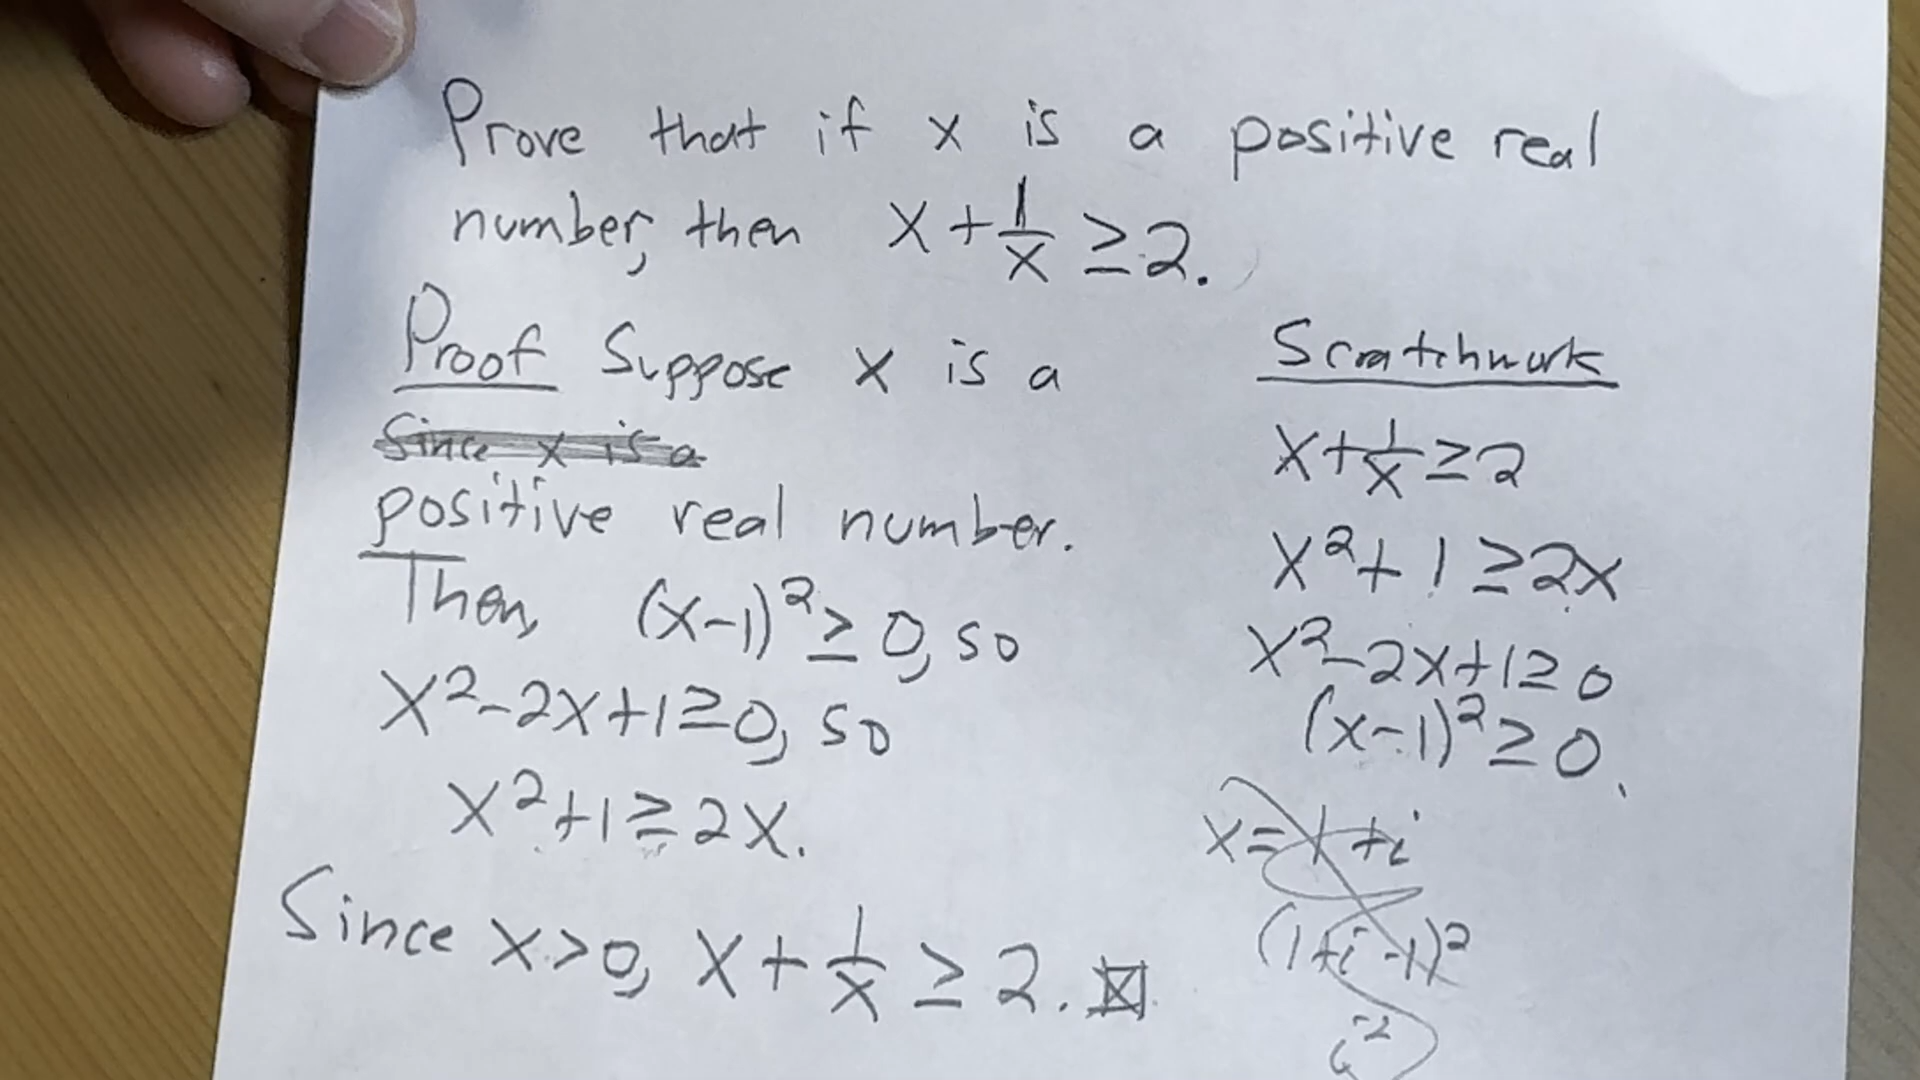 Prove that if x is a positive real
number, then x + 1/x ≥ 2.
Proof Suppose x is a
Since x is a
positive real number.
Then, (x-1)² ≥ 0, so
x² - 2x + 1 ≥ 0, so
x² + 1 ≥ 2x.
Since x > 0, x + 1/x ≥ 2. ☒
Scratchwork
x + 1/x ≥ 2
x² + 1 ≥ 2x
x² - 2x + 1 ≥ 0
(x-1)² ≥ 0.
x = 1 + i
(1+i-1)²
i²